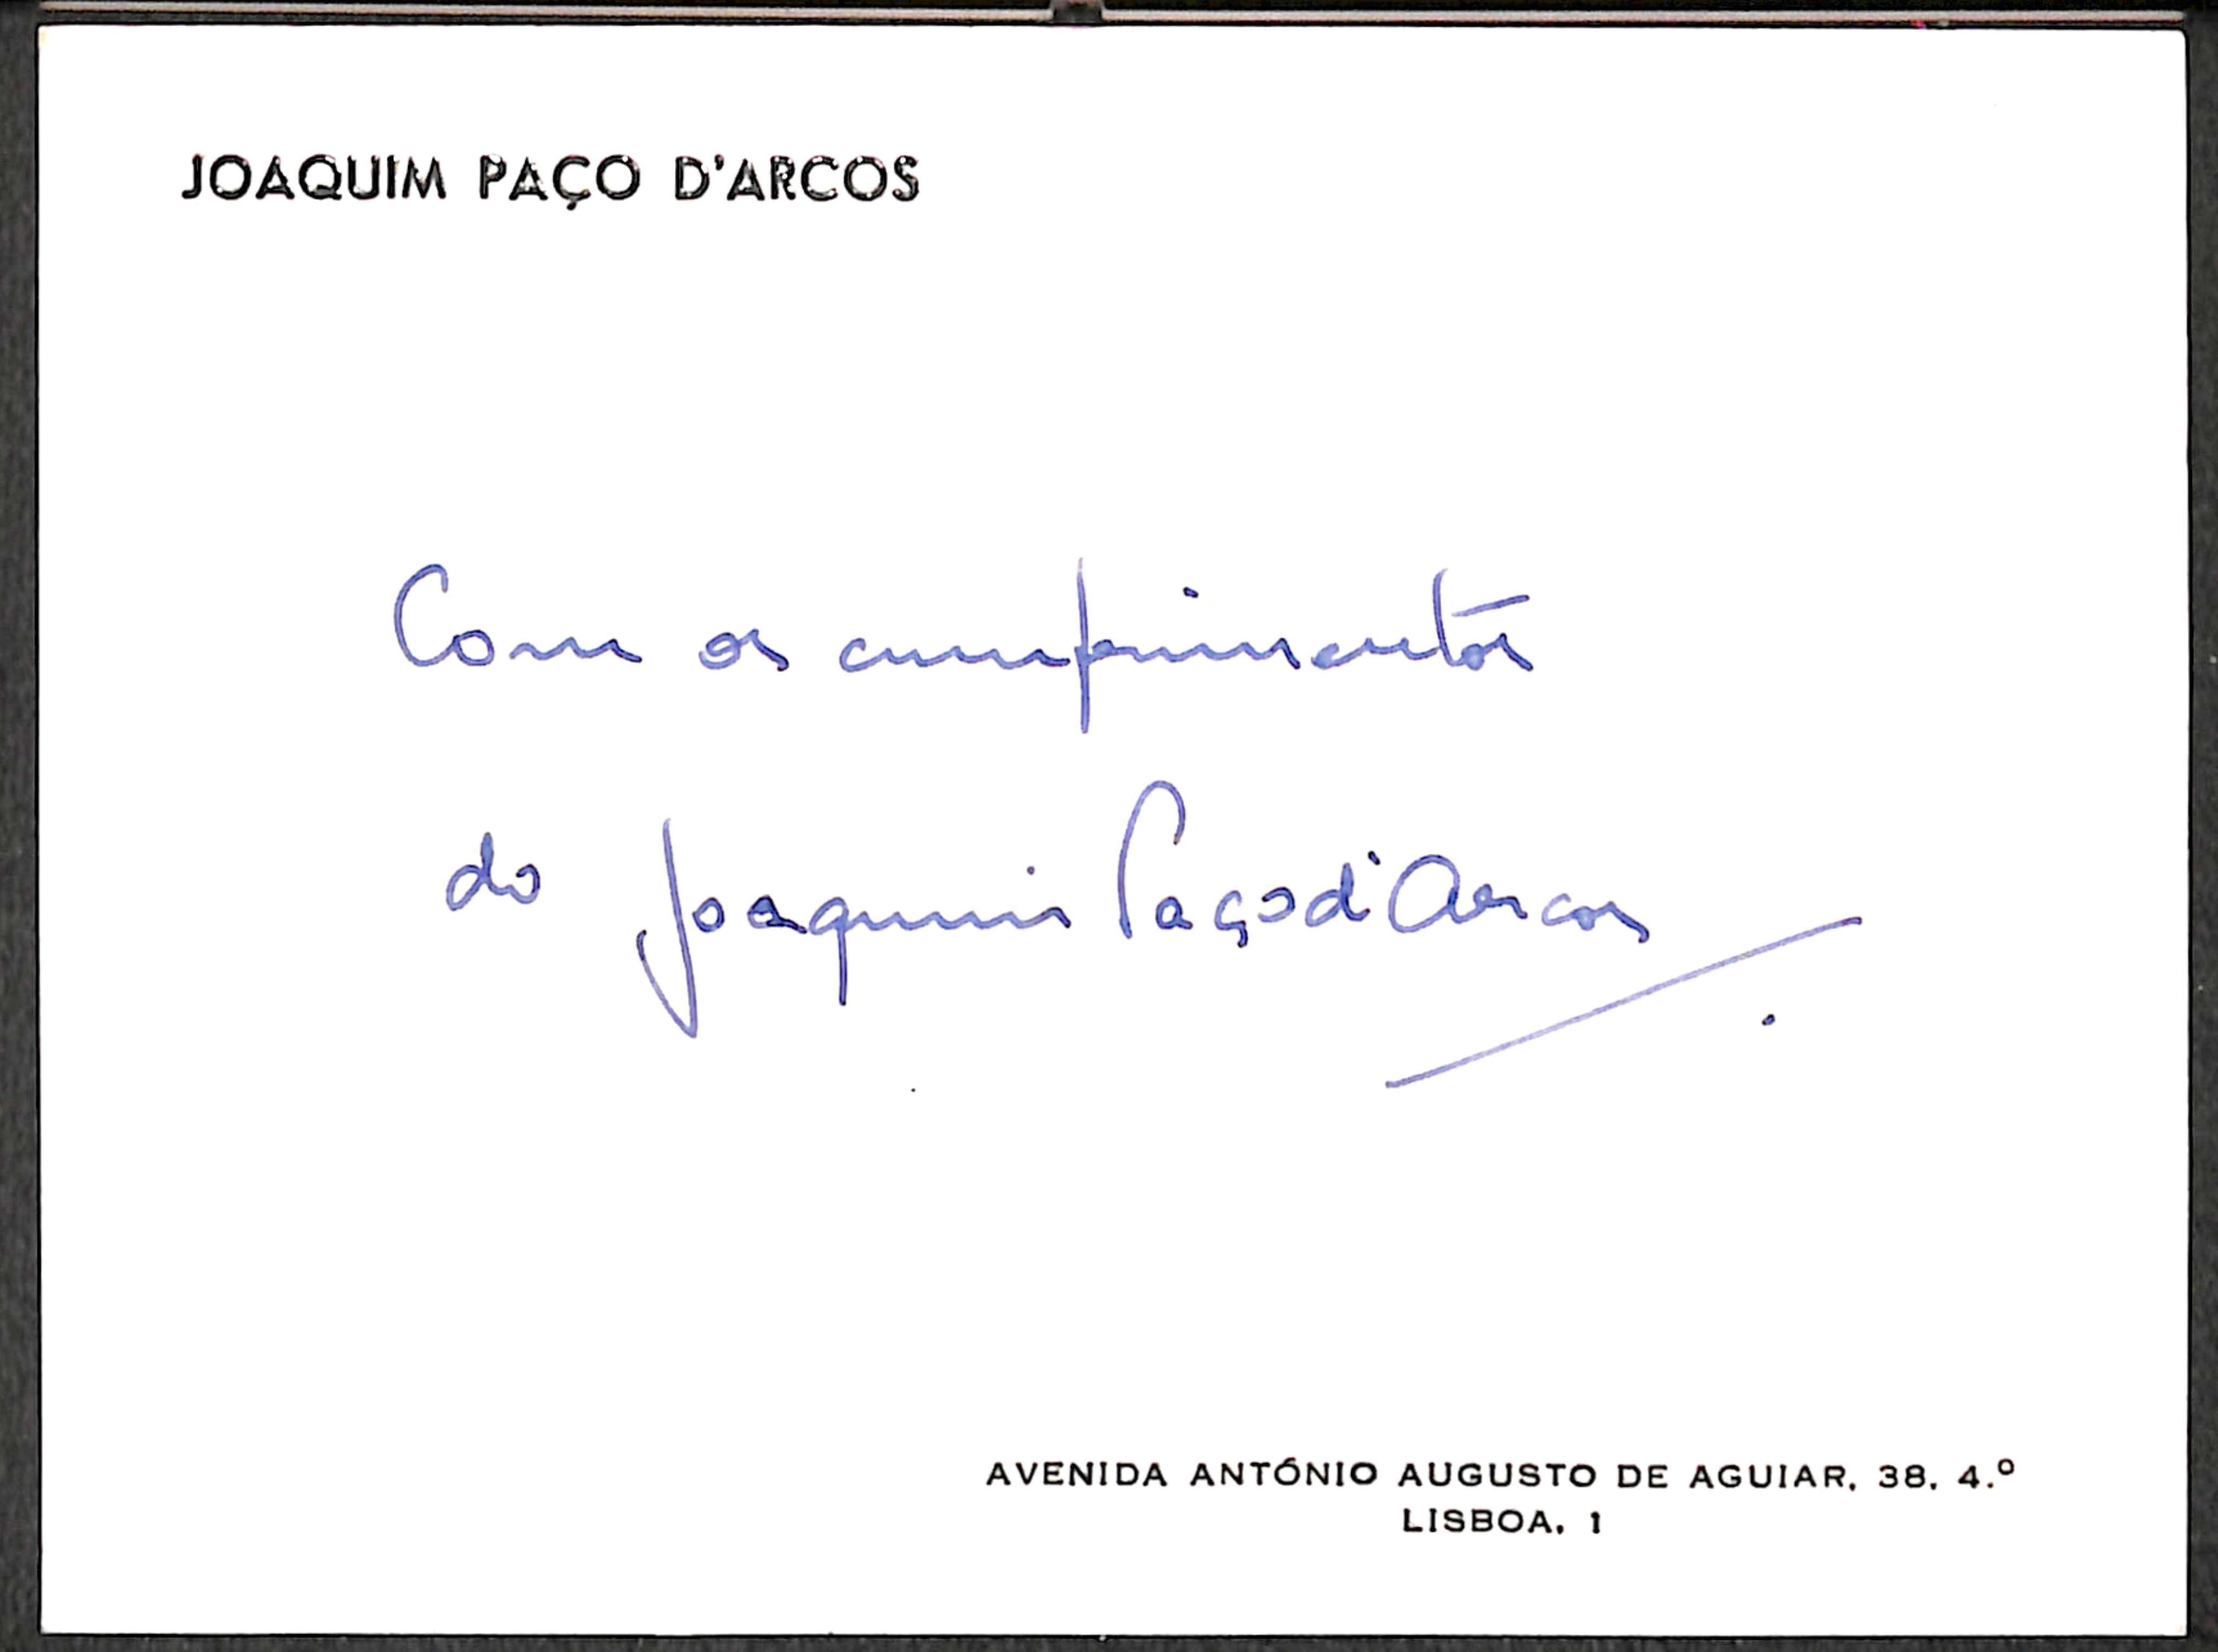 JOAQUIM PAÇO D'ARCOS
Com os cumprimentos
do Joaquim Paço d'Arcos
AVENIDA ANTÓNIO AUGUSTO DE AGUIAR, 38, 4.º
LISBOA, 1